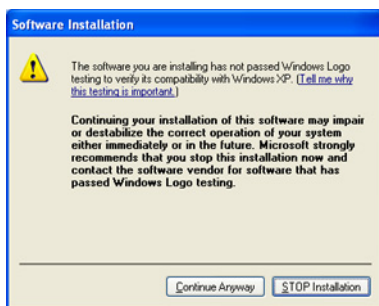 Software Installation
The software you are installing has not passed Windows Logo
testing to verify its compatibility with Windows XP. (Tell me why
this testing is important.)
Continuing your installation of this software may impair
or destabilize the correct operation of your system
either immediately or in the future. Microsoft strongly
recommends that you stop this installation now and
contact the software vendor for software that has
passed Windows Logo testing.
Continue Anyway
STOP Installation